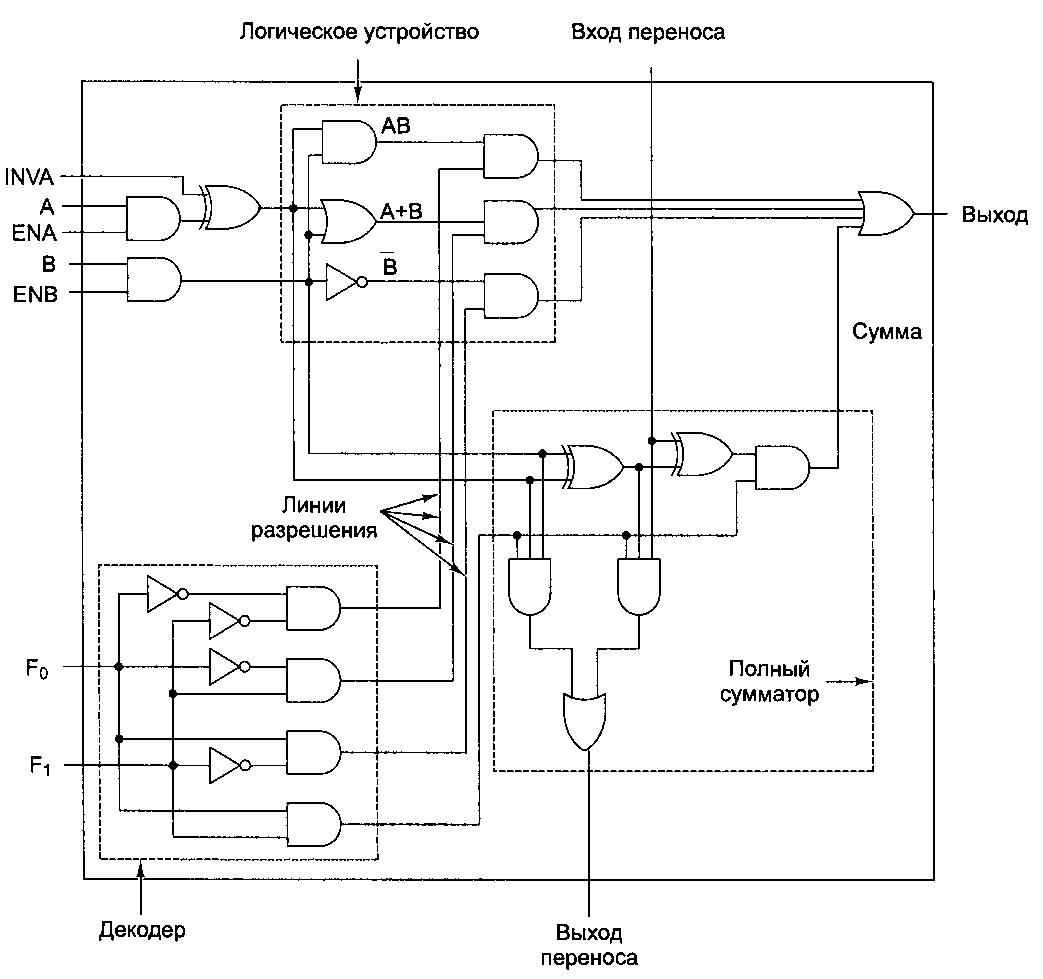 Логическое устройство
Вход переноса
AB
INVA
A
ENA
A+B
Выход
B
ENB
B̅
Сумма
Линии
разрешения
F₀
Полный
сумматор
F₁
Декодер
Выход
переноса